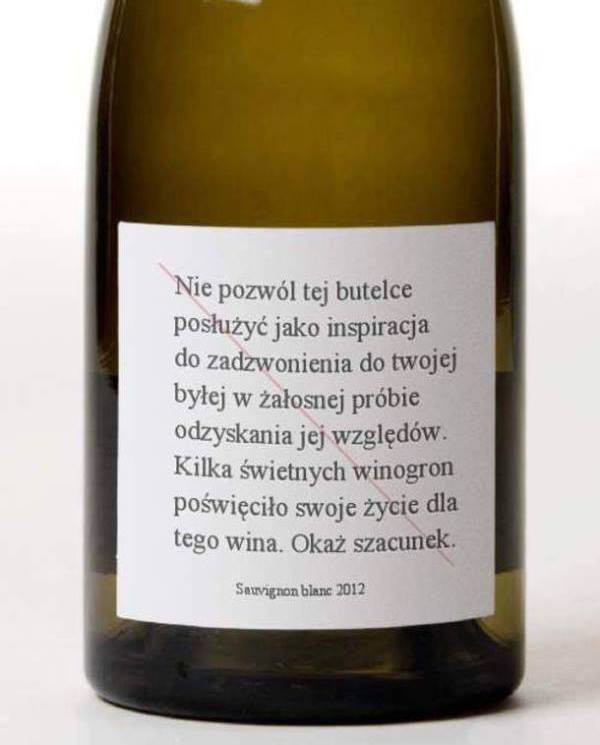 Nie pozwól tej butelce
posłużyć jako inspiracja
do zadzwonienia do twojej
byłej w żałosnej próbie
odzyskania jej względów.
Kilka świetnych winogron
poświęciło swoje życie dla
tego wina. Okaż szacunek.
Sauvignon blanc 2012